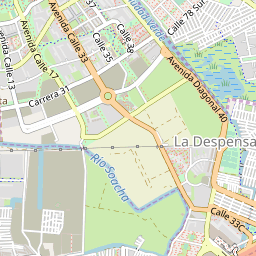 Avenida Calle 33
Calle 78 Su
Calle 38
Calle 35
Avenida Calle 17
Calle 13
Avenida Diagonal 40
Carrera 31
La Despensa
Río Soacha
Calle 33C